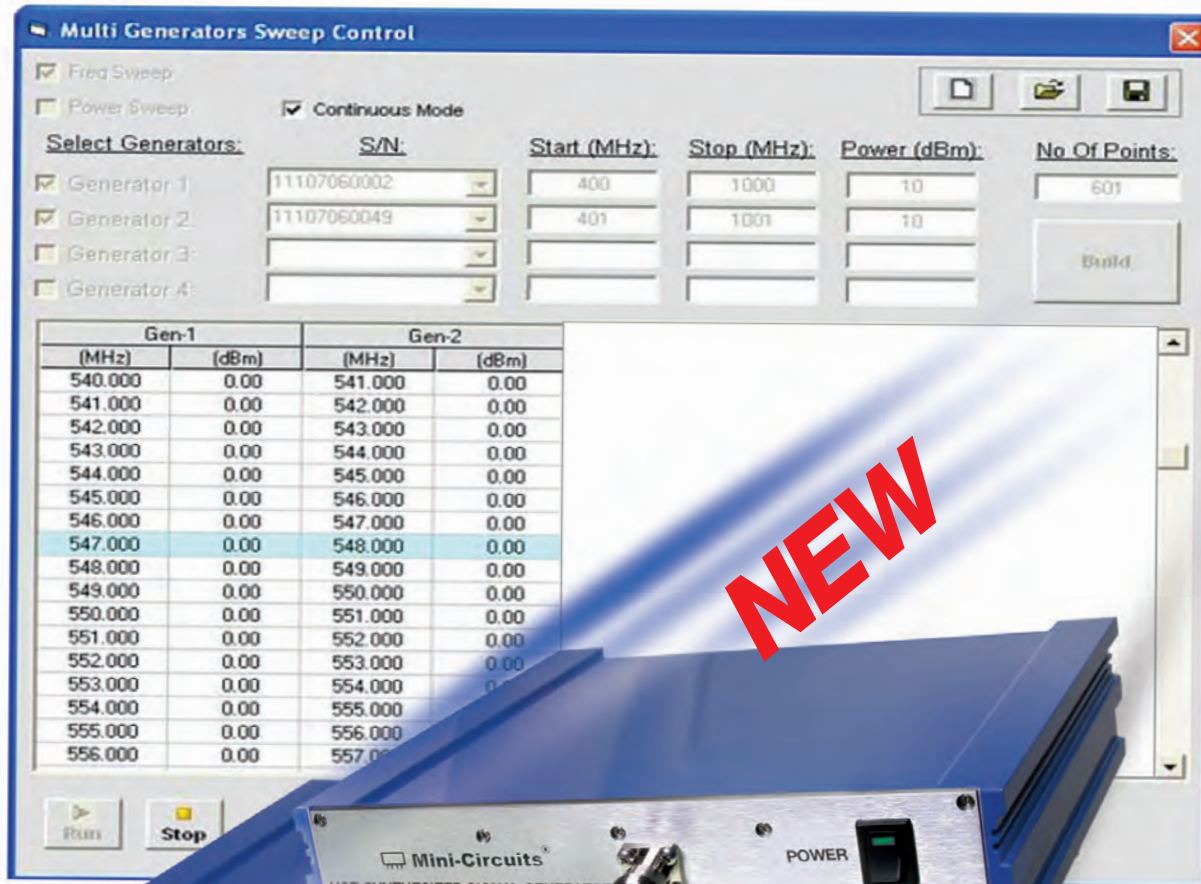 Multi Generators Sweep Control
Freq Sweep
Power Sweep
Continuous Mode
Select Generators: S/N: Start (MHz): Stop (MHz): Power (dBm): No Of Points:
Generator 1: 11107060002 400 1000 10 601
Generator 2: 11107060049 401 1001 10
Generator 3:
Build
Generator 4:
Gen-1 Gen-2
(MHz) (dBm) (MHz) (dBm)
540.000 0.00 541.000 0.00
541.000 0.00 542.000 0.00
542.000 0.00 543.000 0.00
543.000 0.00 544.000 0.00
544.000 0.00 545.000 0.00
545.000 0.00 546.000 0.00
546.000 0.00 547.000 0.00
547.000 0.00 548.000 0.00
548.000 0.00 549.000 0.00
549.000 0.00 550.000 0.00
550.000 0.00 551.000 0.00
551.000 0.00 552.000 0.00
552.000 0.00 553.000 0.00
553.000 0.00 554.000
554.000 0.00 555.000
555.000 0.00 556.000
556.000 0.00
NEW
Run Stop
Mini-Circuits®
POWER